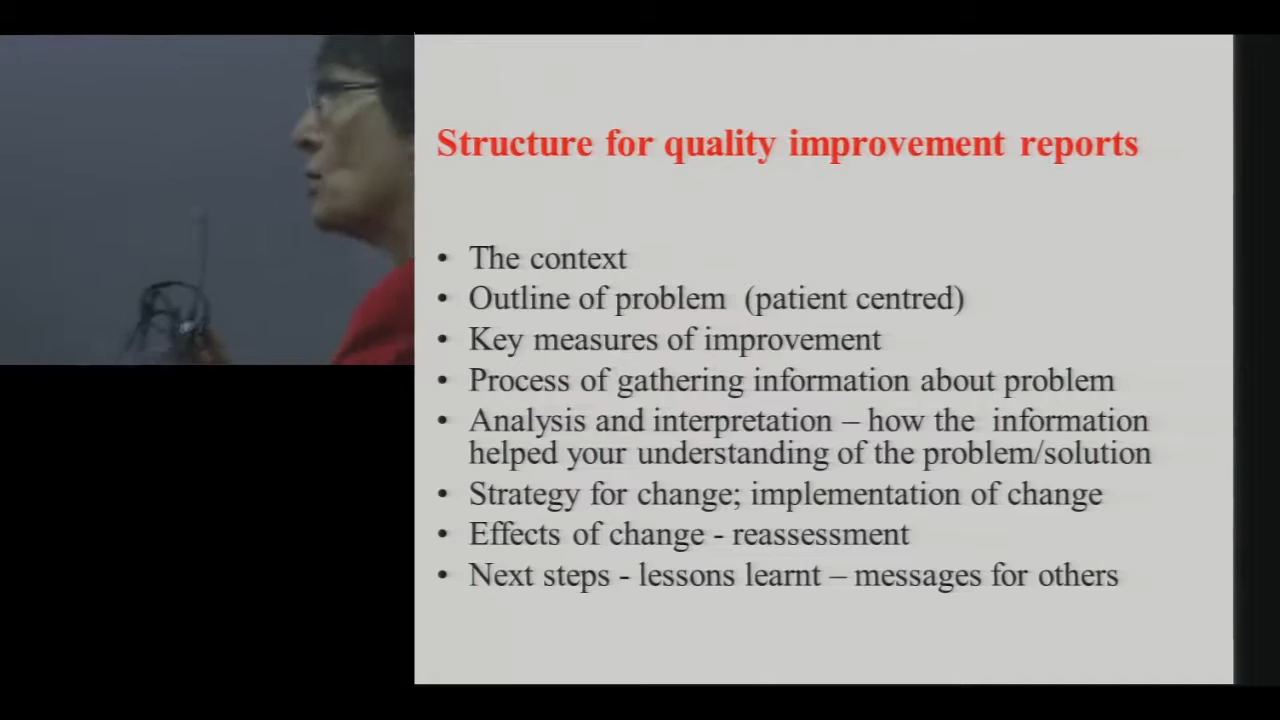 Structure for quality improvement reports
• The context
• Outline of problem (patient centred)
• Key measures of improvement
• Process of gathering information about problem
• Analysis and interpretation – how the information
helped your understanding of the problem/solution
• Strategy for change; implementation of change
• Effects of change - reassessment
• Next steps - lessons learnt – messages for others